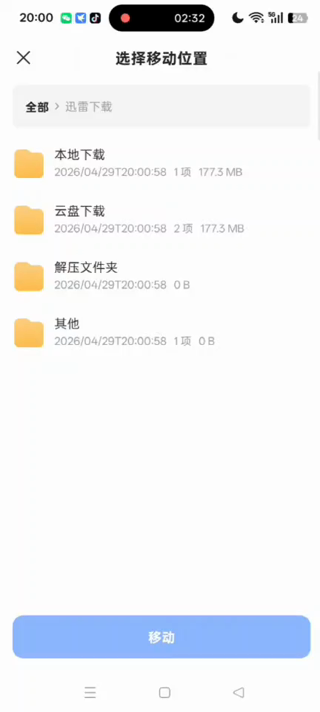 20:00 02:32 5G 24
选择移动位置
全部 > 迅雷下载
本地下载
2026/04/29T20:00:58 1 项 177.3 MB
云盘下载
2026/04/29T20:00:58 2 项 177.3 MB
解压文件夹
2026/04/29T20:00:58 0 B
其他
2026/04/29T20:00:58 1 项 0 B
移动